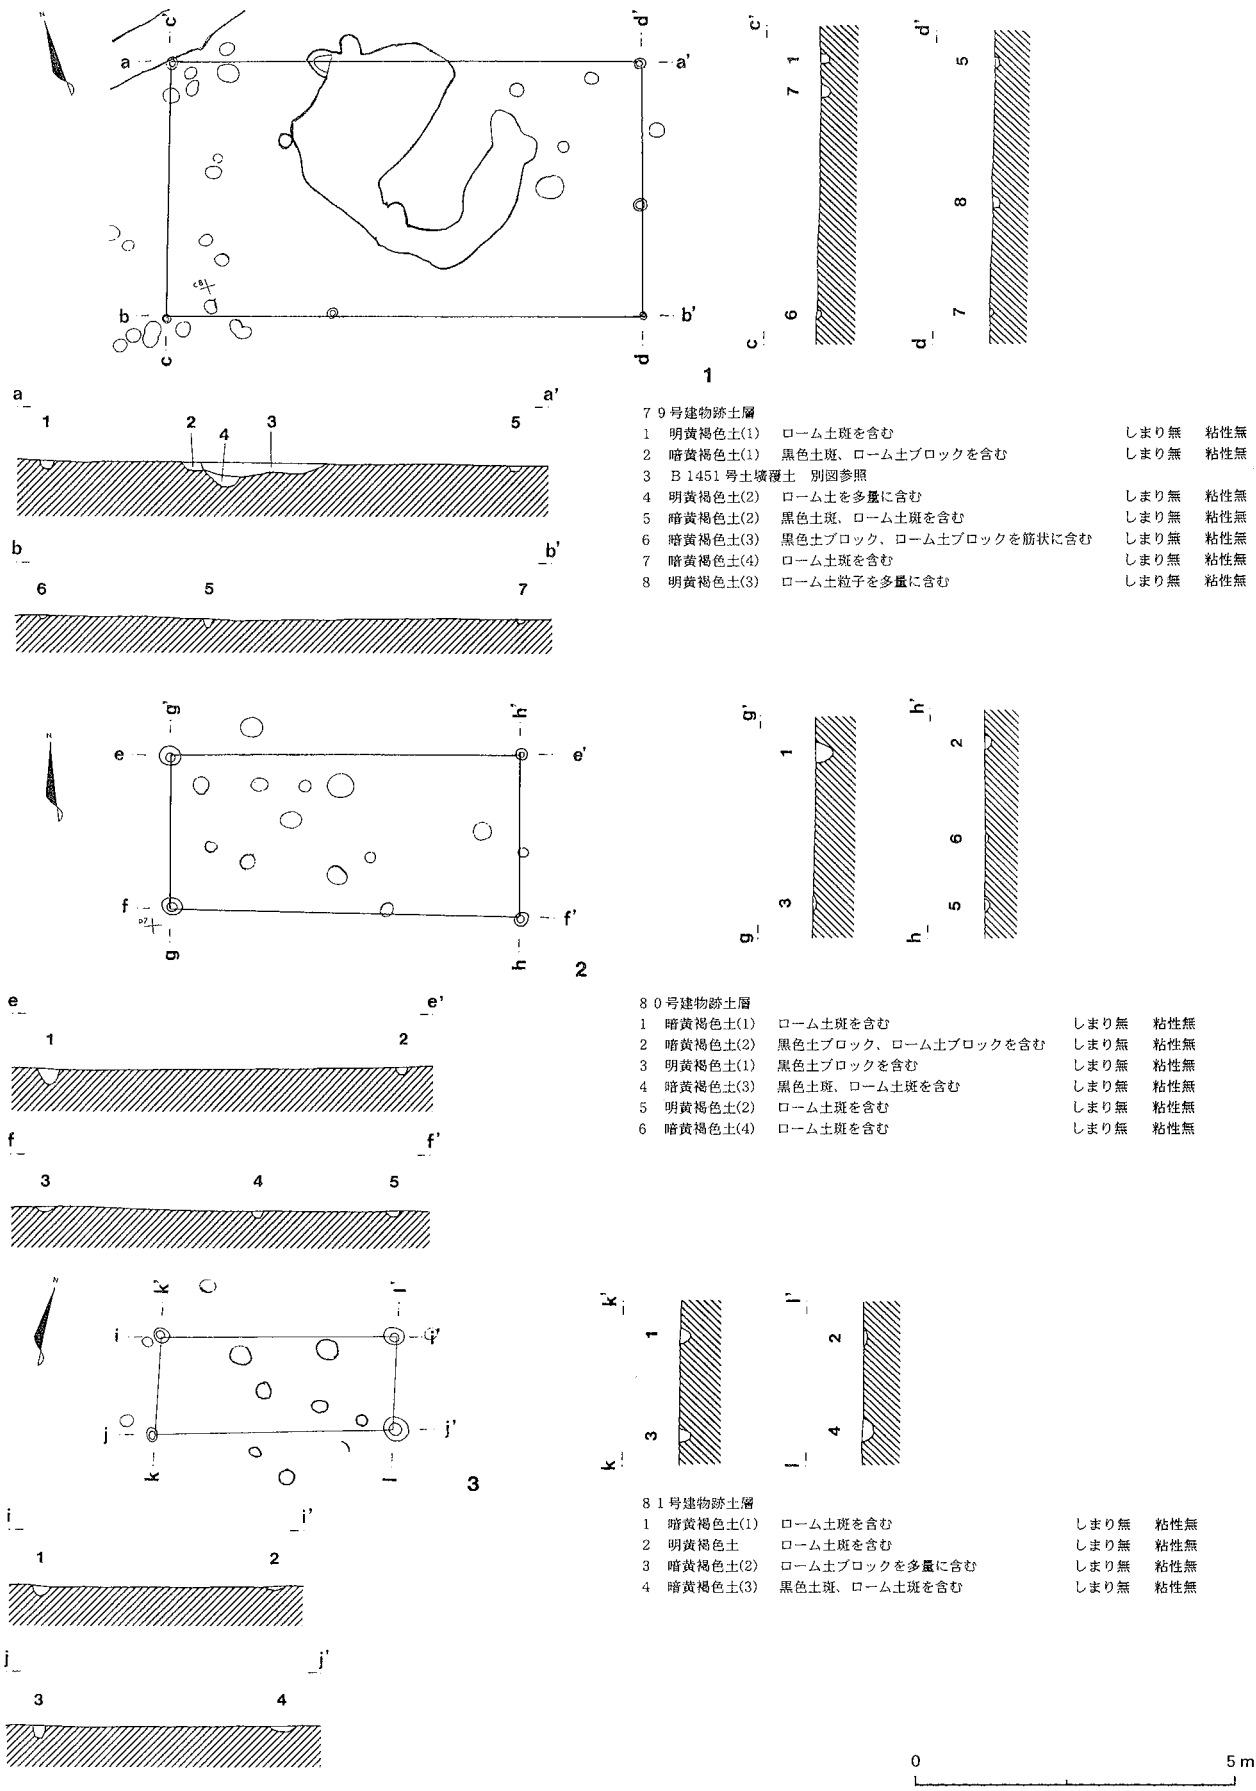 N
c' d'
a a'
b b'
c d
C8
1
c' d'
1 5
7
8
6 7
c d
a a'
1 2 4 3 5
b b'
6 5 7
79号建物跡土層
1 明黄褐色土(1) ローム土斑を含む しまり無 粘性無
2 暗黄褐色土(1) 黒色土斑、ローム土ブロックを含む しまり無 粘性無
3 B1451号土壙覆土 別図参照
4 明黄褐色土(2) ローム土を多量に含む しまり無 粘性無
5 暗黄褐色土(2) 黒色土斑、ローム土斑を含む しまり無 粘性無
6 暗黄褐色土(3) 黒色土ブロック、ローム土ブロックを筋状に含む しまり無 粘性無
7 暗黄褐色土(4) ローム土斑を含む しまり無 粘性無
8 明黄褐色土(3) ローム土粒子を多量に含む しまり無 粘性無
N
g' h'
e e'
f f'
D7
g h
2
g' h'
1 2
6
3 5
g h
e e'
1 2
f f'
3 4 5
80号建物跡土層
1 暗黄褐色土(1) ローム土斑を含む しまり無 粘性無
2 暗黄褐色土(2) 黒色土ブロック、ローム土ブロックを含む しまり無 粘性無
3 明黄褐色土(1) 黒色土ブロックを含む しまり無 粘性無
4 暗黄褐色土(3) 黒色土斑、ローム土斑を含む しまり無 粘性無
5 明黄褐色土(2) ローム土斑を含む しまり無 粘性無
6 暗黄褐色土(4) ローム土斑を含む しまり無 粘性無
N
k' l'
i i'
j j'
k l
3
k' l'
1 2
3 4
k l
i i'
1 2
j j'
3 4
81号建物跡土層
1 暗黄褐色土(1) ローム土斑を含む しまり無 粘性無
2 明黄褐色土 ローム土斑を含む しまり無 粘性無
3 暗黄褐色土(2) ローム土ブロックを多量に含む しまり無 粘性無
4 暗黄褐色土(3) 黒色土斑、ローム土斑を含む しまり無 粘性無
0 5m